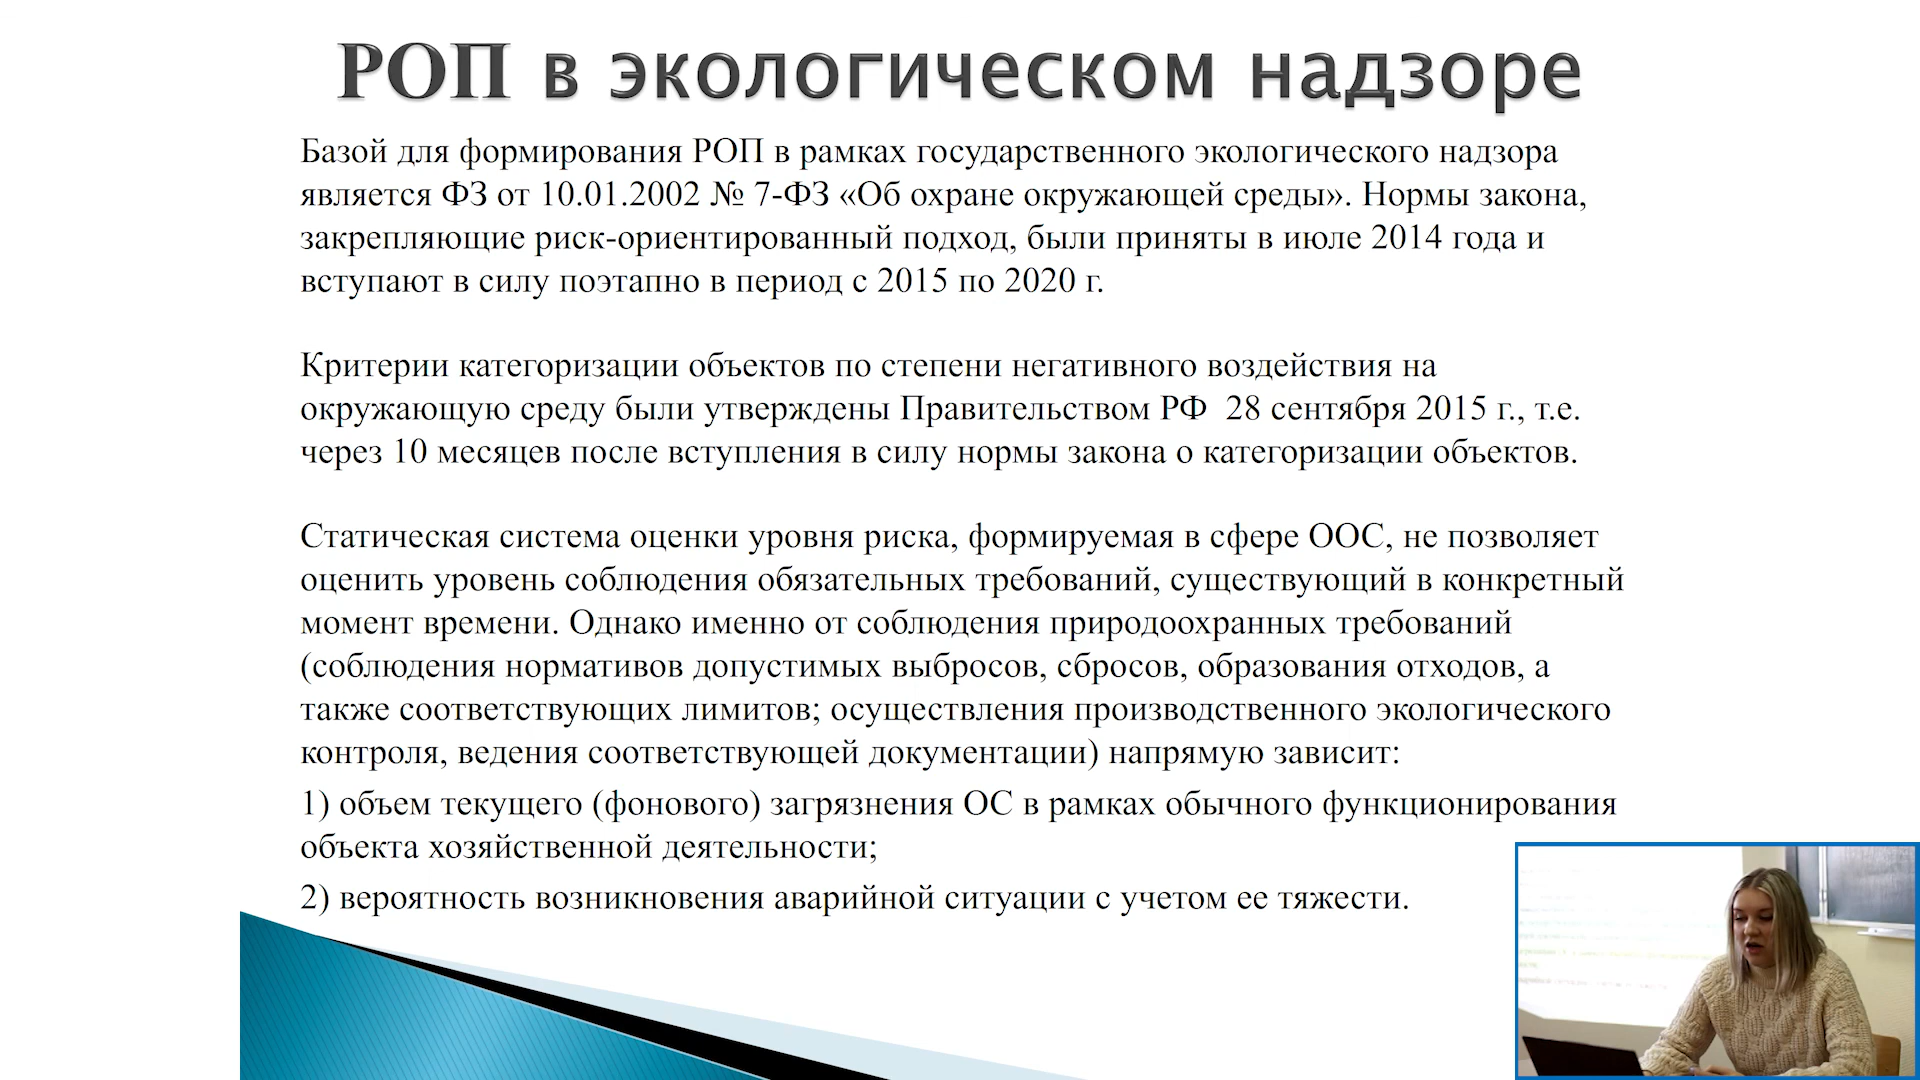 РОП в экологическом надзоре
Базой для формирования РОП в рамках государственного экологического надзора
является ФЗ от 10.01.2002 № 7-ФЗ «Об охране окружающей среды». Нормы закона,
закрепляющие риск-ориентированный подход, были приняты в июле 2014 года и
вступают в силу поэтапно в период с 2015 по 2020 г.
Критерии категоризации объектов по степени негативного воздействия на
окружающую среду были утверждены Правительством РФ  28 сентября 2015 г., т.е.
через 10 месяцев после вступления в силу нормы закона о категоризации объектов.
Статическая система оценки уровня риска, формируемая в сфере ООС, не позволяет
оценить уровень соблюдения обязательных требований, существующий в конкретный
момент времени. Однако именно от соблюдения природоохранных требований
(соблюдения нормативов допустимых выбросов, сбросов, образования отходов, а
также соответствующих лимитов; осуществления производственного экологического
контроля, ведения соответствующей документации) напрямую зависит:
1) объем текущего (фонового) загрязнения ОС в рамках обычного функционирования
объекта хозяйственной деятельности;
2) вероятность возникновения аварийной ситуации с учетом ее тяжести.